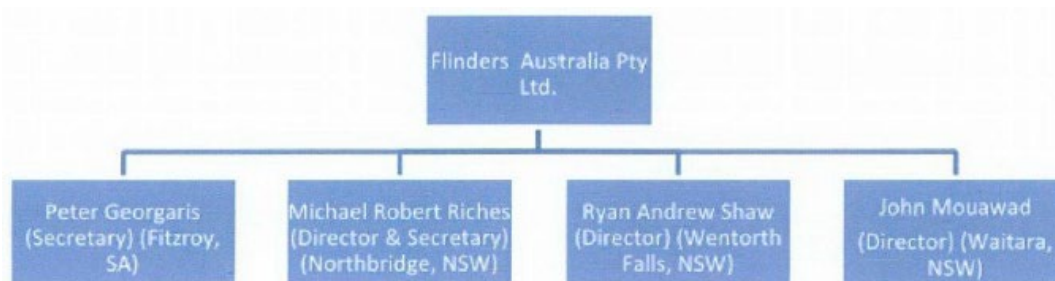 Flinders Australia Pty
Ltd.
Peter Georgaris
(Secretary) (Fitzroy,
SA)
Michael Robert Riches
(Director & Secretary)
(Northbridge, NSW)
Ryan Andrew Shaw
(Director) (Wentorth
Falls, NSW)
John Mouawad
(Director) (Waitara,
NSW)